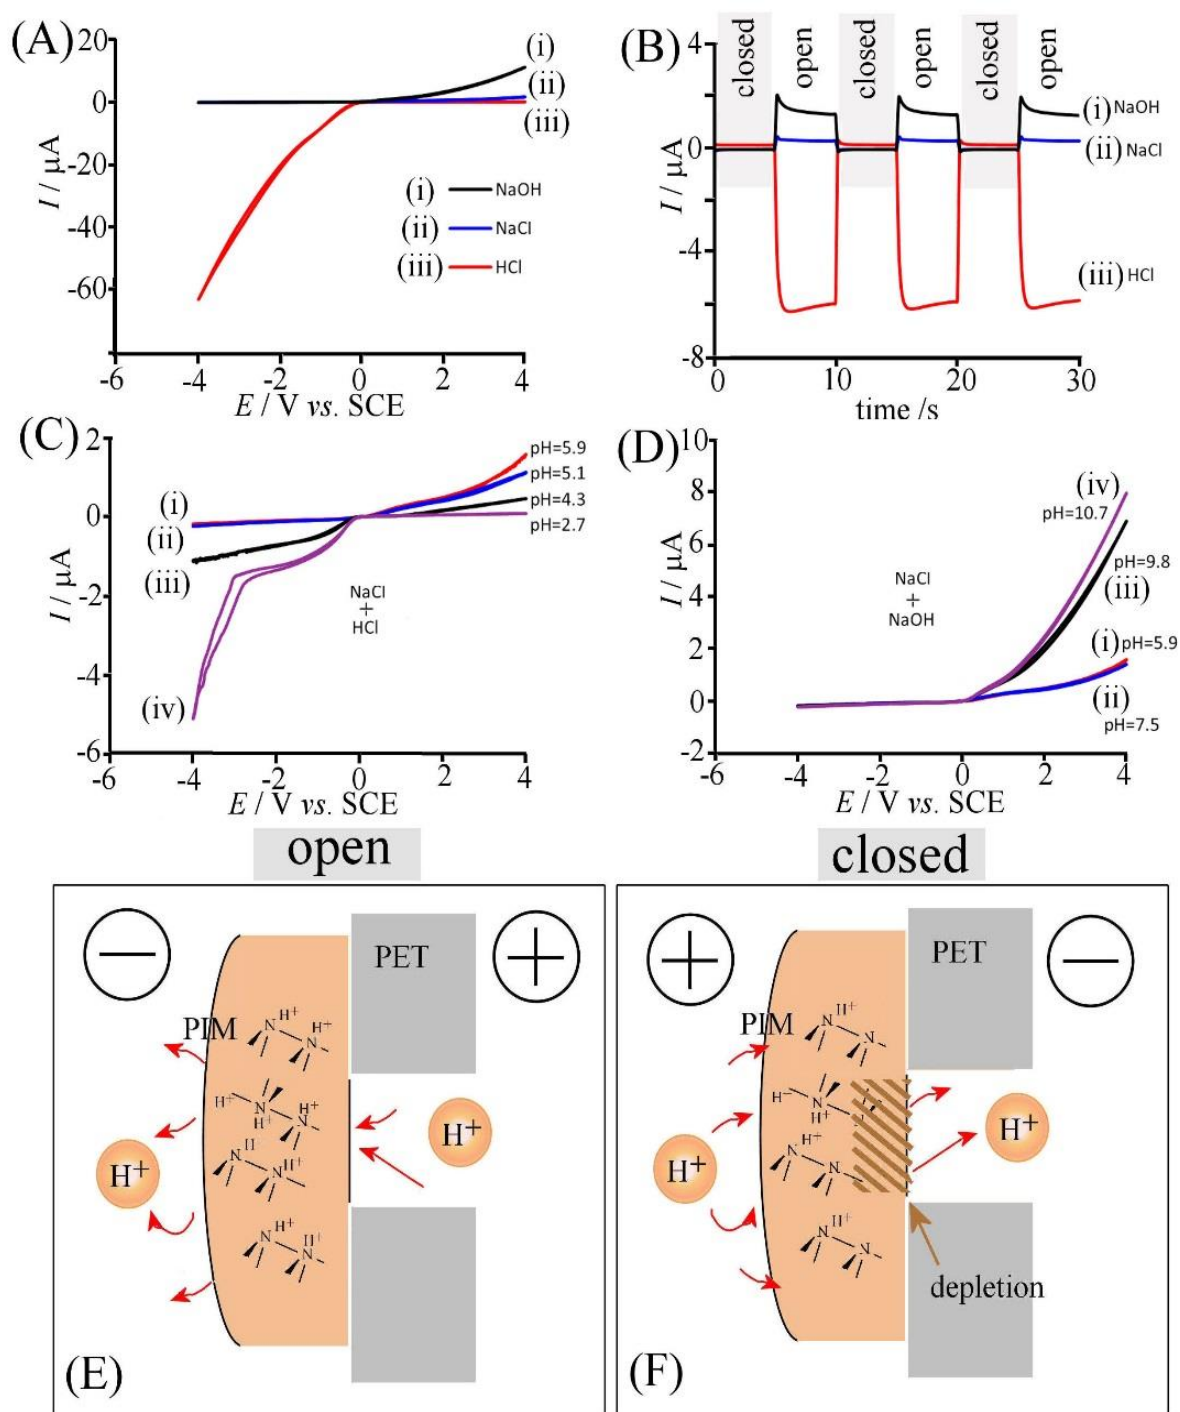 (A)
20
0
-20
-40
-60
I / µA
-6
-4
-2
0
2
4
E / V vs. SCE
(i)
(ii)
(iii)
(i) NaOH
(ii) NaCl
(iii) HCl
(B)
4
0
-4
-8
I / µA
closed
open
closed
open
closed
open
(i) NaOH
(ii) NaCl
(iii) HCl
0
10
20
30
time /s
(C)
2
0
-2
-4
-6
I / µA
(i)
(ii)
(iii)
(iv)
pH=5.9
pH=5.1
pH=4.3
pH=2.7
NaCl
+
HCl
-6
-4
-2
0
2
4
E / V vs. SCE
(D)
10
8
6
4
2
0
-2
I / µA
NaCl
+
NaOH
(iv)
pH=10.7
pH=9.8
(iii)
(i) pH=5.9
(ii)
pH=7.5
-6
-4
-2
0
2
4
E / V vs. SCE
open
−
+
PET
PIM
H+
N
H+
N
H+
N
H+
H+
N
H
N
H+
N
H+
N
H+
N
H+
H+
H+
(E)
closed
+
−
PET
PIM
H+
N
N
H−
N
H+
H+
N
N
H+
N
N
H+
H+
depletion
(F)